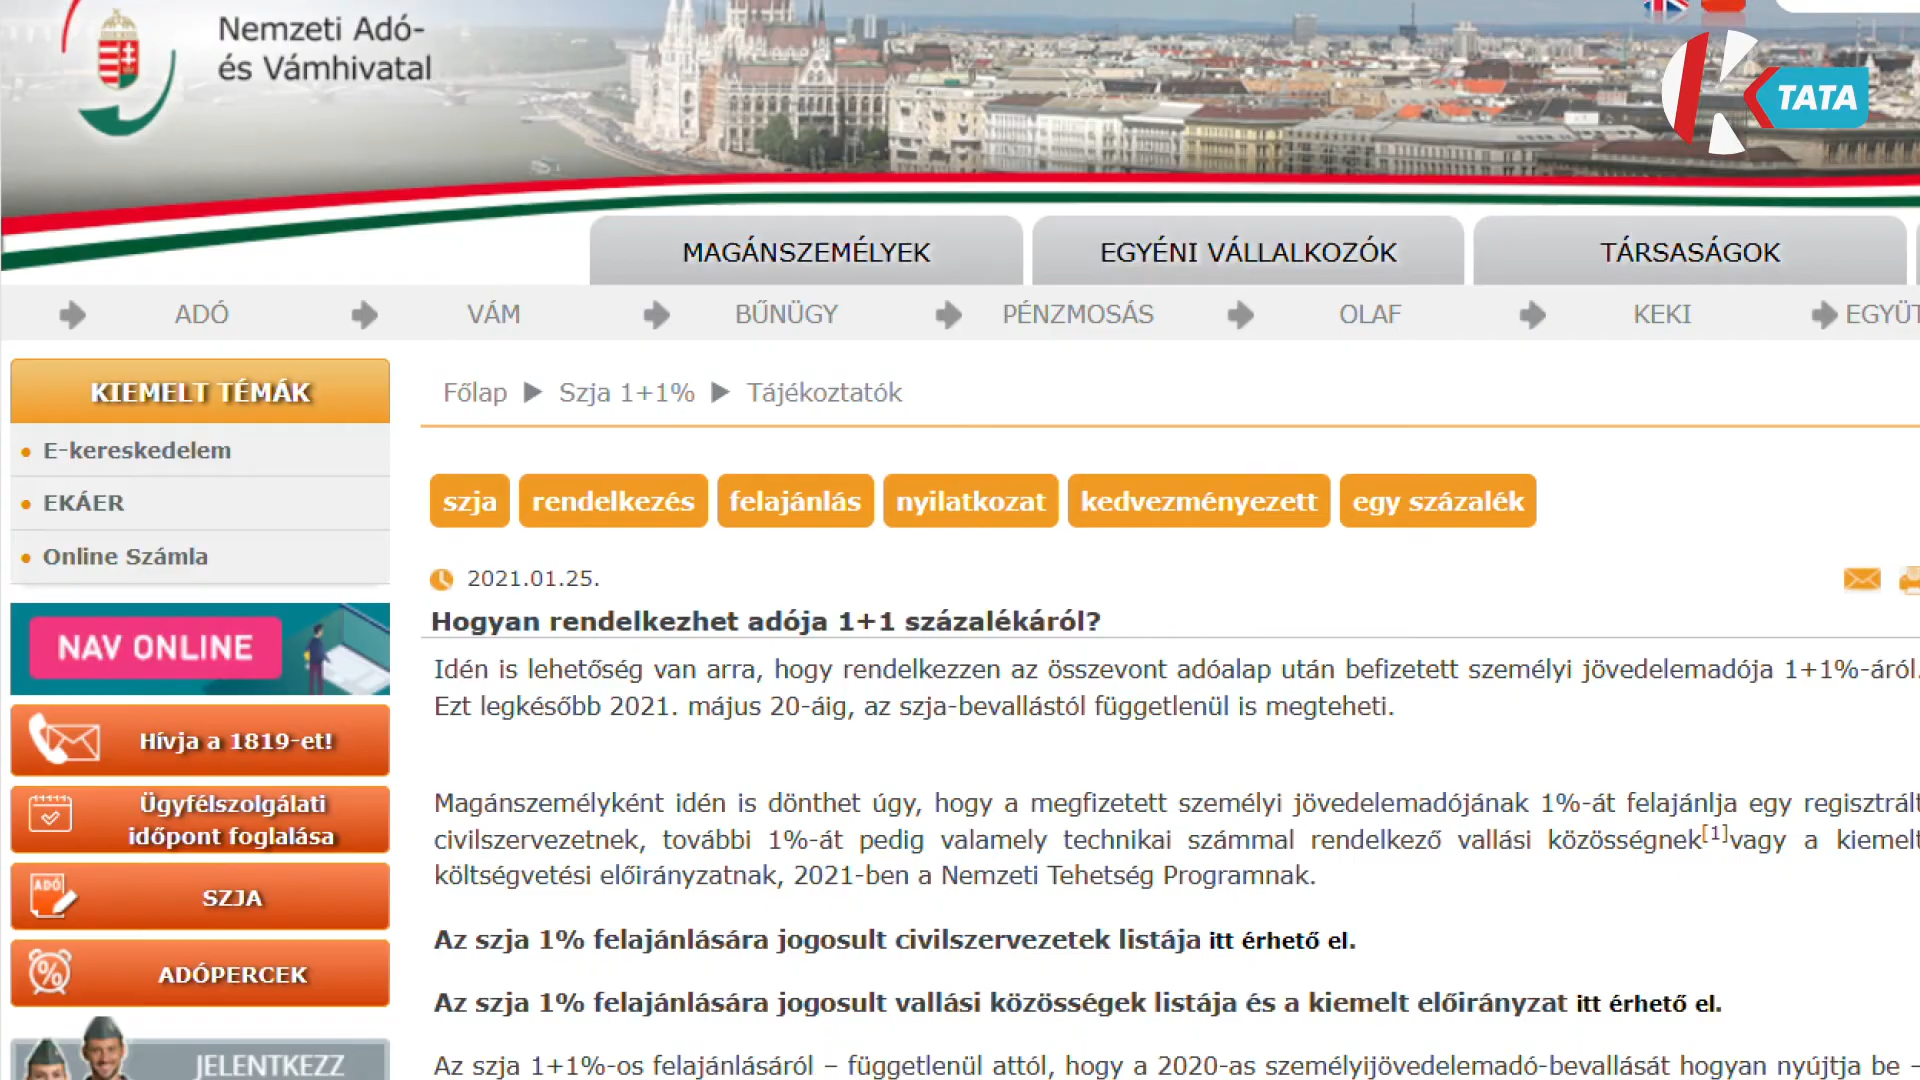 Nemzeti Adó-
és Vámhivatal
TATA
MAGÁNSZEMÉLYEK
EGYÉNI VÁLLALKOZÓK
TÁRSASÁGOK
ADÓ
VÁM
BŰNÜGY
PÉNZMOSÁS
OLAF
KEKI
KIEMELT TÉMÁK
E-kereskedelem
EKÁER
Online Számla
NAV ONLINE
Hívja a 1819-et!
Ügyfélszolgálati
időpont foglalása
ADÓ
SZJA
%
ADÓPERCEK
JELENTKEZZ
Főlap ▶ Szja 1+1% ▶ Tájékoztatók
szja rendelkezés felajánlás nyilatkozat kedvezményezett egy százalék
2021.01.25.
Hogyan rendelkezhet adója 1+1 százalékáról?
Idén is lehetőség van arra, hogy rendelkezzen az összevont adóalap után befizetett személyi jövedelemadója 1+1%-áról.
Ezt legkésőbb 2021. május 20-áig, az szja-bevallástól függetlenül is megteheti.
Magánszemélyként idén is dönthet úgy, hogy a megfizetett személyi jövedelemadójának 1%-át felajánlja egy regisztrált
civilszervezetnek, további 1%-át pedig valamely technikai számmal rendelkező vallási közösségnek[1]vagy a kiemelt
költségvetési előirányzatnak, 2021-ben a Nemzeti Tehetség Programnak.
Az szja 1% felajánlására jogosult civilszervezetek listája itt érhető el.
Az szja 1% felajánlására jogosult vallási közösségek listája és a kiemelt előirányzat itt érhető el.
Az szja 1+1%-os felajánlásáról – függetlenül attól, hogy a 2020-as személyijövedelemadó-bevallását hogyan nyújtja be –